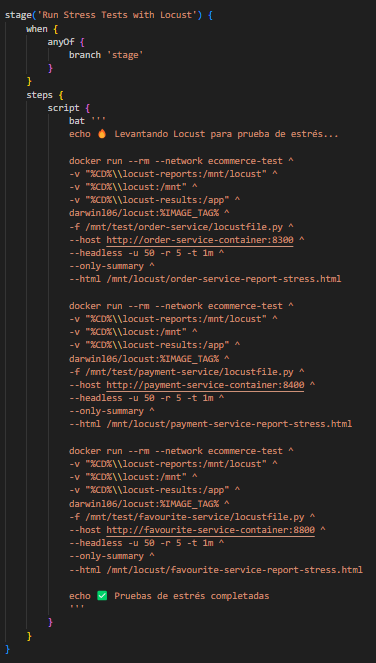 stage('Run Stress Tests with Locust') {
when {
anyOf {
branch 'stage'
}
}
steps {
script {
bat '''
echo 🔥 Levantando Locust para prueba de estrés...
docker run --rm --network ecommerce-test ^
-v "%CD%\\locust-reports:/mnt/locust" ^
-v "%CD%\\locust:/mnt" ^
-v "%CD%\\locust-results:/app" ^
darwinl06/locust:%IMAGE_TAG% ^
-f /mnt/test/order-service/locustfile.py ^
--host http://order-service-container:8300 ^
--headless -u 50 -r 5 -t 1m ^
--only-summary ^
--html /mnt/locust/order-service-report-stress.html
docker run --rm --network ecommerce-test ^
-v "%CD%\\locust-reports:/mnt/locust" ^
-v "%CD%\\locust:/mnt" ^
-v "%CD%\\locust-results:/app" ^
darwinl06/locust:%IMAGE_TAG% ^
-f /mnt/test/payment-service/locustfile.py ^
--host http://payment-service-container:8400 ^
--headless -u 50 -r 5 -t 1m ^
--only-summary ^
--html /mnt/locust/payment-service-report-stress.html
docker run --rm --network ecommerce-test ^
-v "%CD%\\locust-reports:/mnt/locust" ^
-v "%CD%\\locust:/mnt" ^
-v "%CD%\\locust-results:/app" ^
darwinl06/locust:%IMAGE_TAG% ^
-f /mnt/test/favourite-service/locustfile.py ^
--host http://favourite-service-container:8800 ^
--headless -u 50 -r 5 -t 1m ^
--only-summary ^
--html /mnt/locust/favourite-service-report-stress.html
echo ✅ Pruebas de estrés completadas
'''
}
}
}